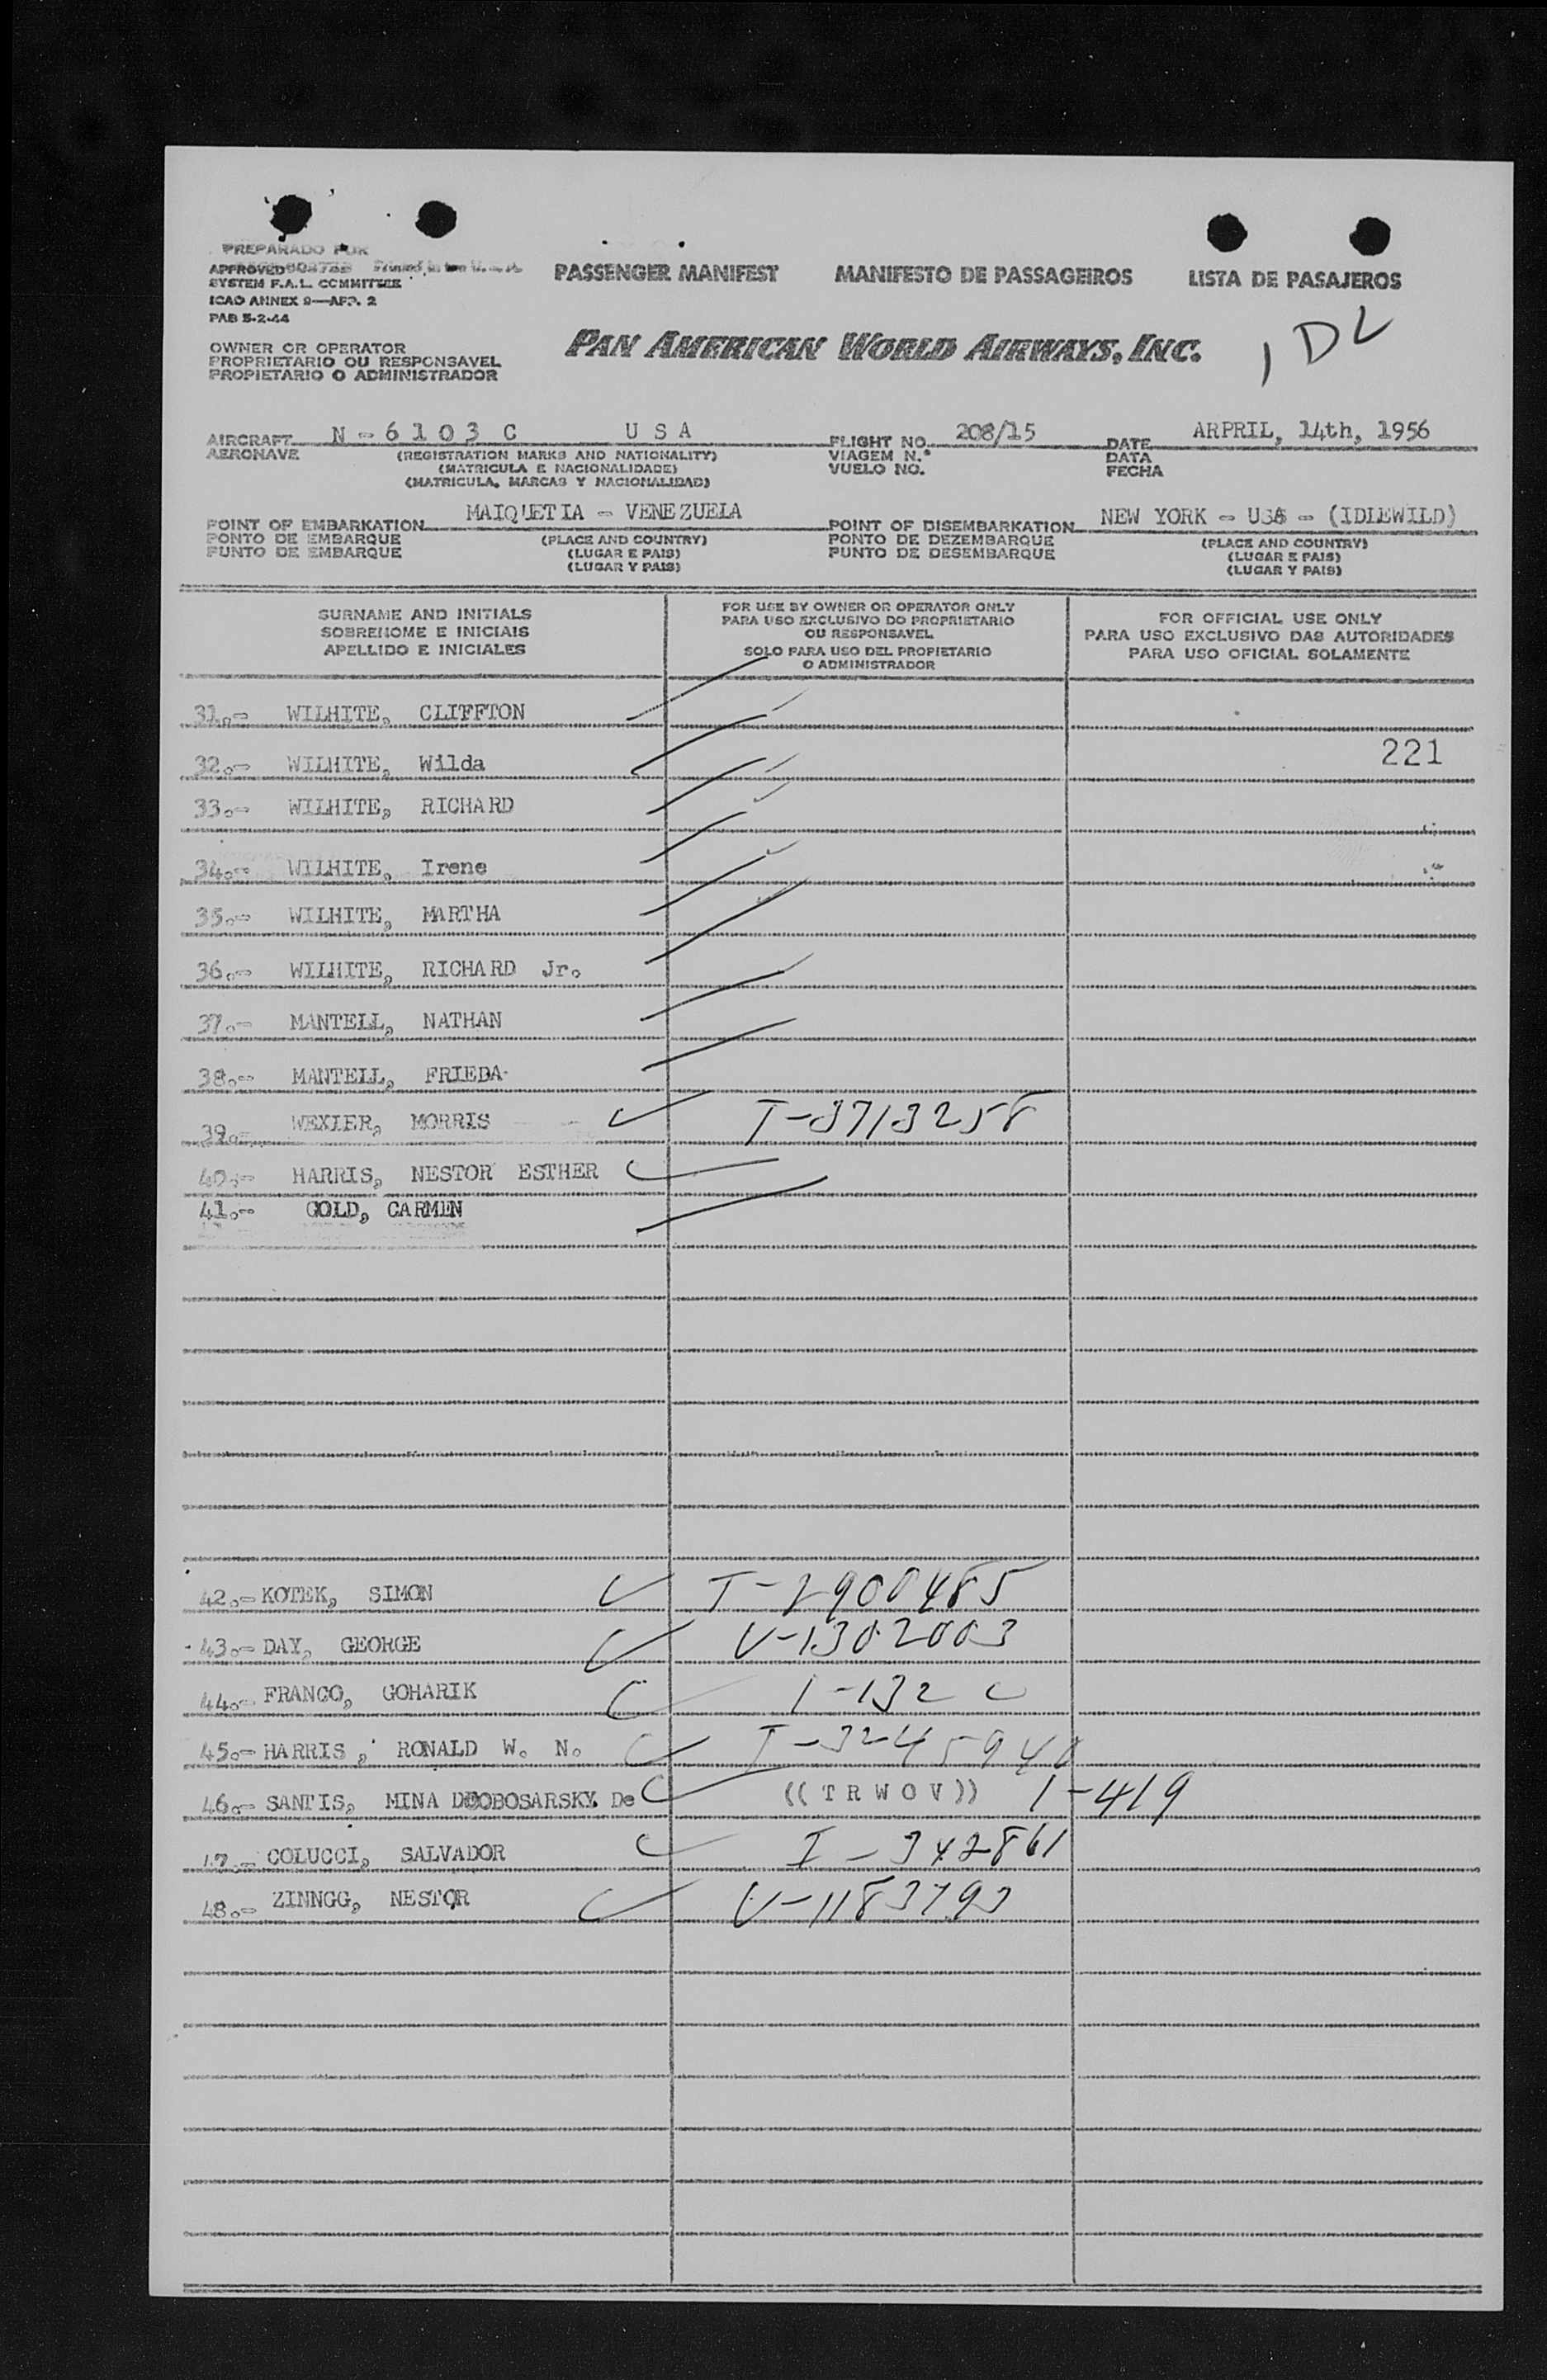 PREPARADO POR
APPROVED
SYSTEM F.A.L. COMMITTEE
ICAO ANNEX 9—APP. 2
PAB 5-2-44
PASSENGER MANIFEST MANIFESTO DE PASSAGEIROS LISTA DE PASAJEROS
OWNER OR OPERATOR
PROPRIETARIO OU RESPONSAVEL
PROPIETARIO O ADMINISTRADOR
PAN AMERICAN WORLD AIRWAYS, INC.
1 DL
AIRCRAFT N - 6 1 0 3 C U S A FLIGHT NO. 208/15 DATE ARPRIL, 14th, 1956
AERONAVE (REGISTRATION MARKS AND NATIONALITY) VIAGEM N.º DATA
(MATRICULA E NACIONALIDADE) VUELO NO. FECHA
(MATRICULA, MARCAS Y NACIONALIDAD)
POINT OF EMBARKATION MAIQUETIA - VENEZUELA POINT OF DISEMBARKATION NEW YORK - USA - (IDLEWILD)
PONTO DE EMBARQUE (PLACE AND COUNTRY) PONTO DE DEZEMBARQUE (PLACE AND COUNTRY)
PUNTO DE EMBARQUE (LUGAR E PAIS) PUNTO DE DESEMBARQUE (LUGAR E PAIS)
(LUGAR Y PAIS) (LUGAR Y PAIS)
SURNAME AND INITIALS
SOBRENOME E INICIAIS
APELLIDO E INICIALES
FOR USE BY OWNER OR OPERATOR ONLY
PARA USO EXCLUSIVO DO PROPRIETARIO
OU RESPONSAVEL
SOLO PARA USO DEL PROPIETARIO
O ADMINISTRADOR
FOR OFFICIAL USE ONLY
PARA USO EXCLUSIVO DAS AUTORIDADES
PARA USO OFICIAL SOLAMENTE
31.- WILHITE, CLIFFTON
32.- WILHITE, Wilda 221
33.- WILHITE, RICHARD
34.- WILHITE, Irene
35.- WILHITE, MARTHA
36.- WILHITE, RICHARD Jr.
37.- MANTELL, NATHAN
38.- MANTELL, FRIEDA-
39.- WEXLER, MORRIS I-3713258
40.- HARRIS, NESTOR ESTHER
41.- GOLD, CARMEN
42.- KOTEK, SIMON I-2900485
43.- DAY, GEORGE V-1302003
44.- FRANCO, GOHARIK 1-132 C
45.- HARRIS, RONALD W. N.
46.- SANTIS, MINA DDOBOSARSKY De ((T R W O V)) 1-419
47.- COLUCCI, SALVADOR I-342861
48.- ZINNGG, NESTOR V-1183793